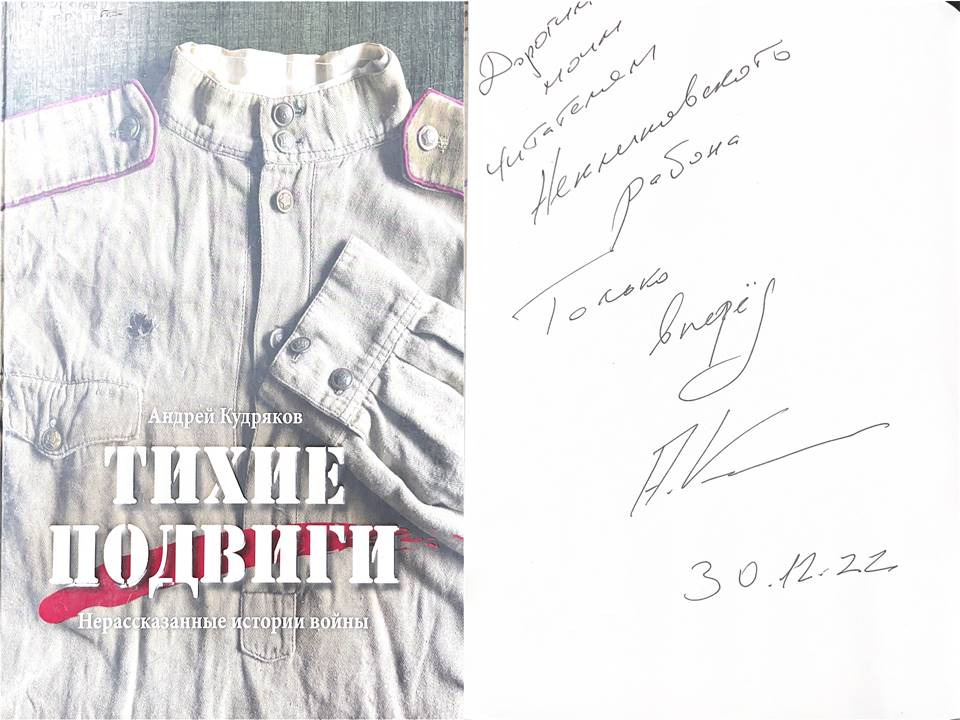 Андрей Кудряков
ТИХИЕ
ПОДВИГИ
Нерассказанные истории войны
Дорогим
моим
читателям
Неклиновского
района
Только
вперёд
А.К
30.12.22